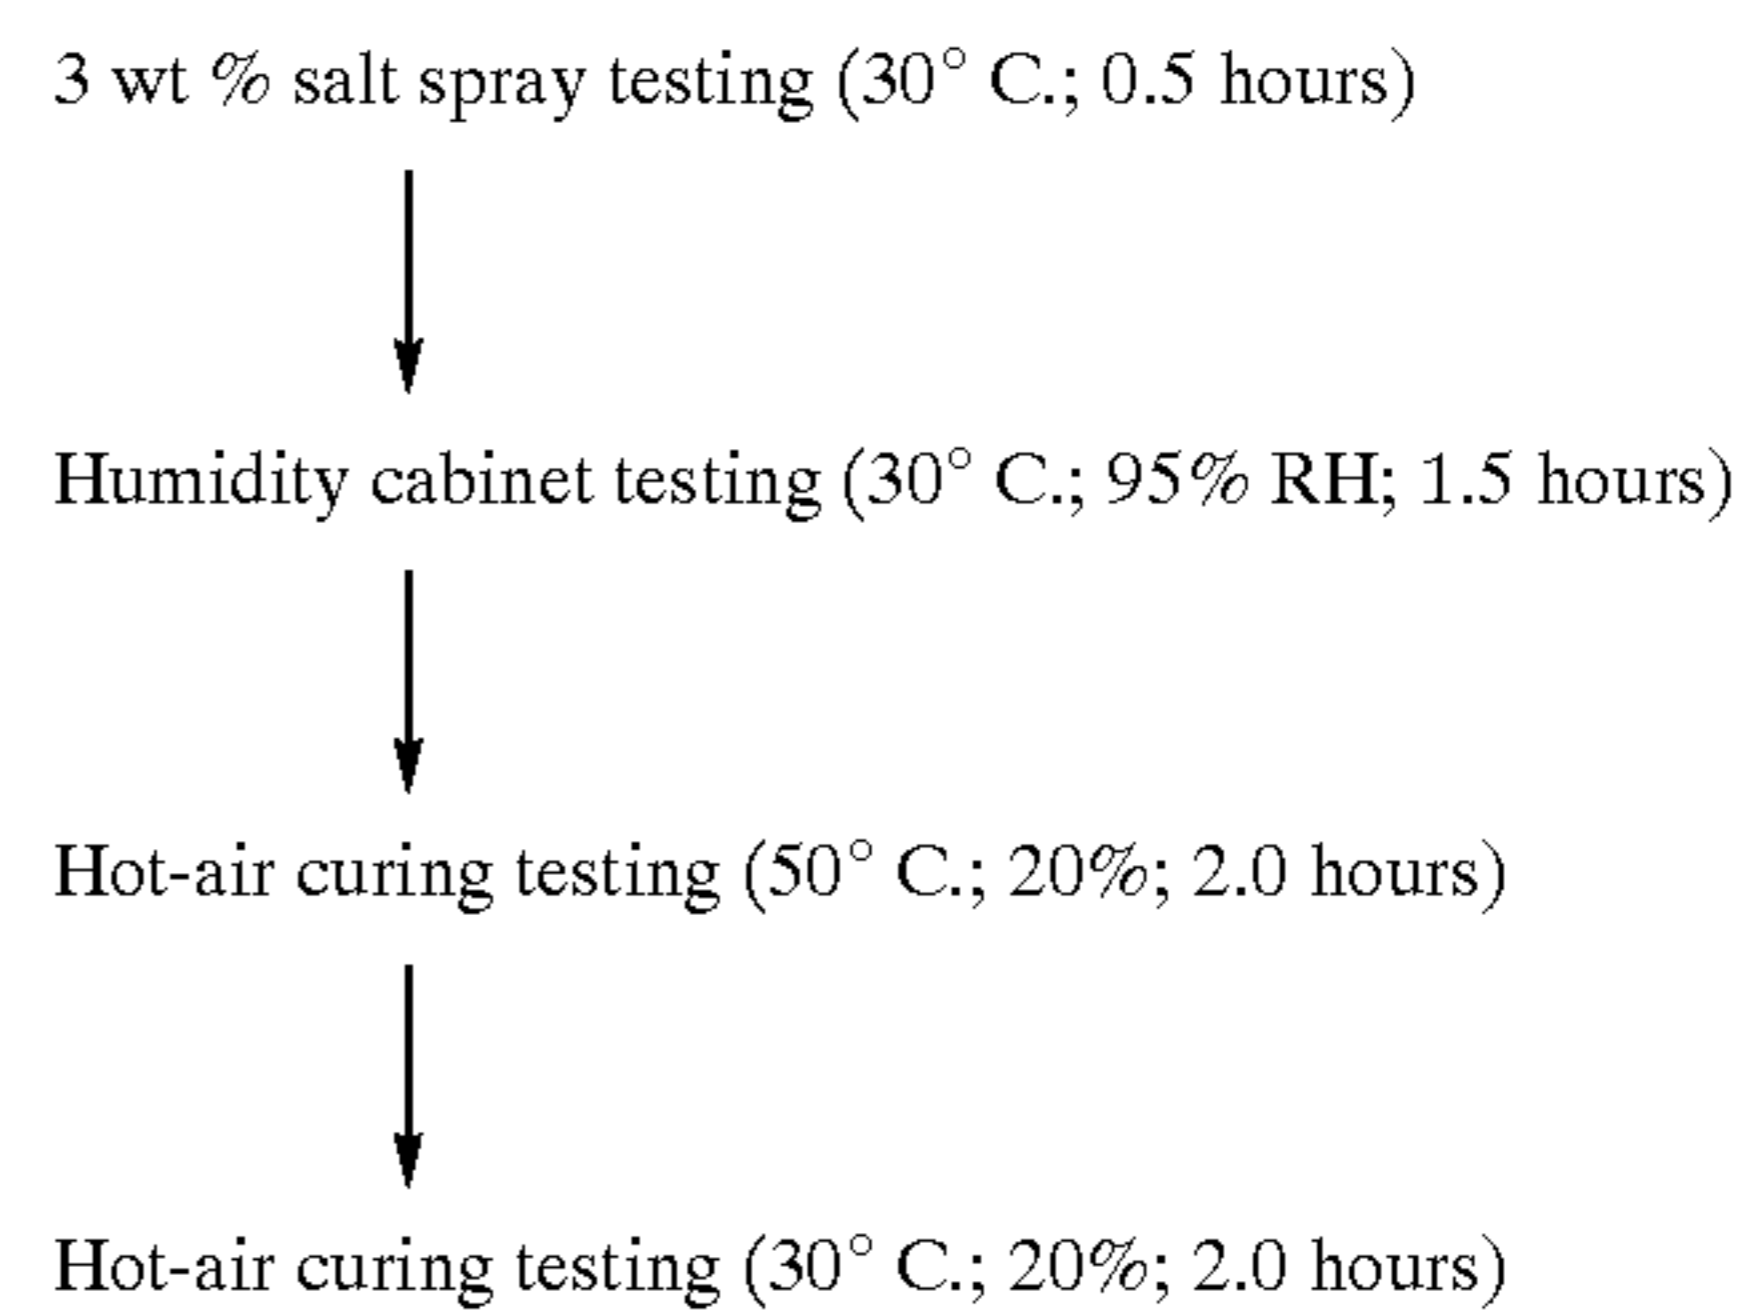 3 wt % salt spray testing (30° C.; 0.5 hours)
Humidity cabinet testing (30° C.; 95% RH; 1.5 hours)
Hot-air curing testing (50° C.; 20%; 2.0 hours)
Hot-air curing testing (30° C.; 20%; 2.0 hours)